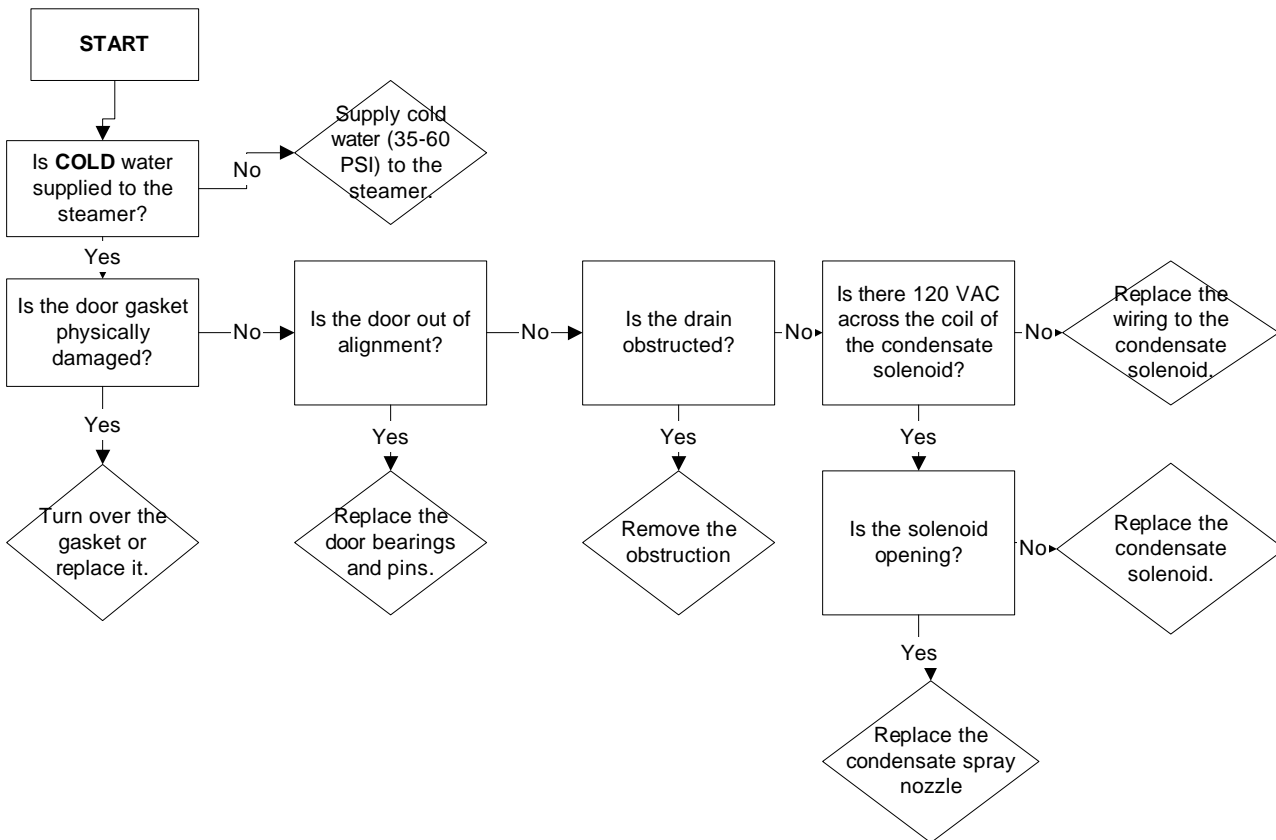 START
Is COLD water
supplied to the
steamer?
No
Supply cold
water (35-60
PSI) to the
steamer.
Yes
Is the door gasket
physically
damaged?
No
Is the door out of
alignment?
No
Is the drain
obstructed?
No
Is there 120 VAC
across the coil of
the condensate
solenoid?
No
Replace the
wiring to the
condensate
solenoid.
Yes
Yes
Yes
Yes
Turn over the
gasket or
replace it.
Replace the
door bearings
and pins.
Remove the
obstruction
Is the solenoid
opening?
No
Replace the
condensate
solenoid.
Yes
Replace the
condensate spray
nozzle